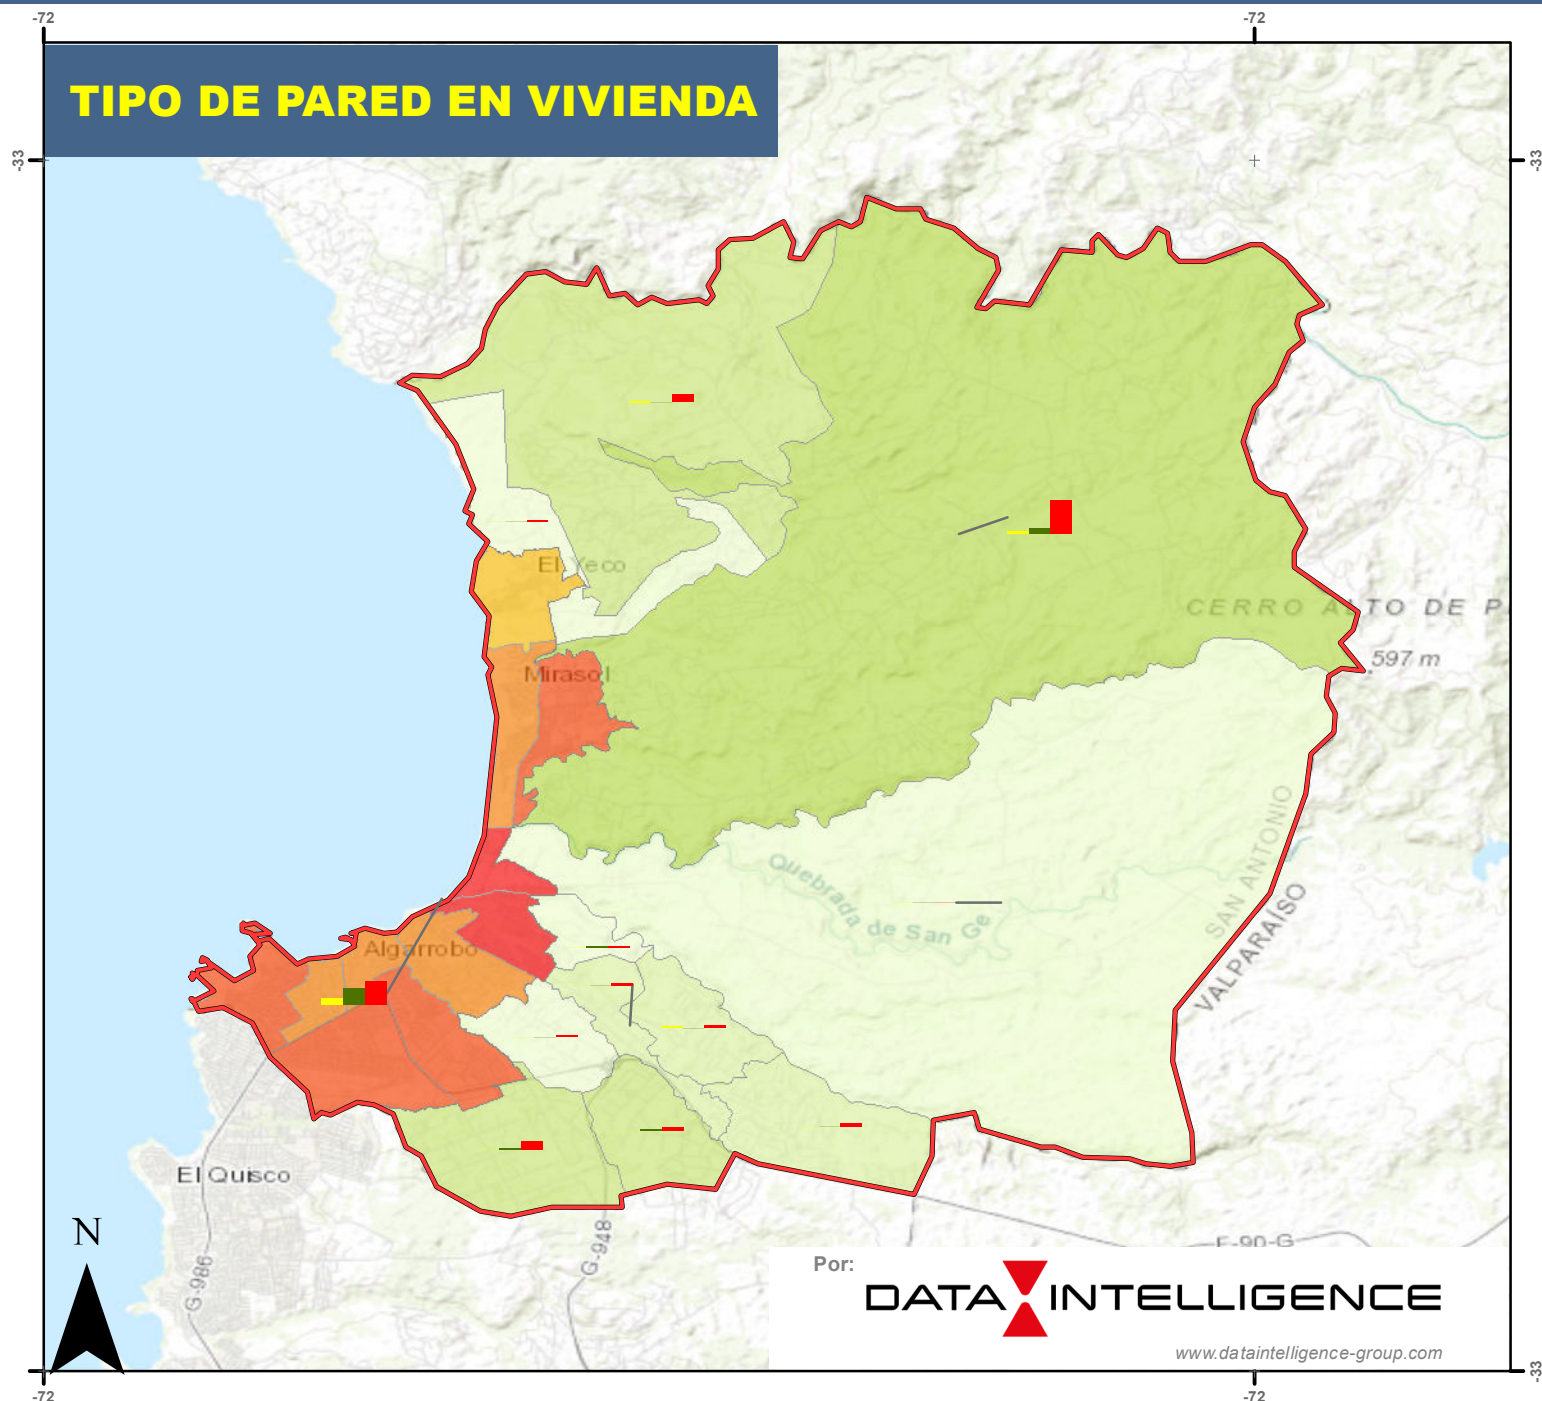 -72
-72
TIPO DE PARED EN VIVIENDA
-33
-33
El Yeco
CERRO ALTO DE P
597 m
Mirasol
Quebrada de San Ge
SAN ANTONIO
VALPARAÍSO
Algarrobo
El Quisco
N
G-986
G-948
F-90-G
Por:
DATA INTELLIGENCE
www.dataintelligence-group.com
-33
-72
-72